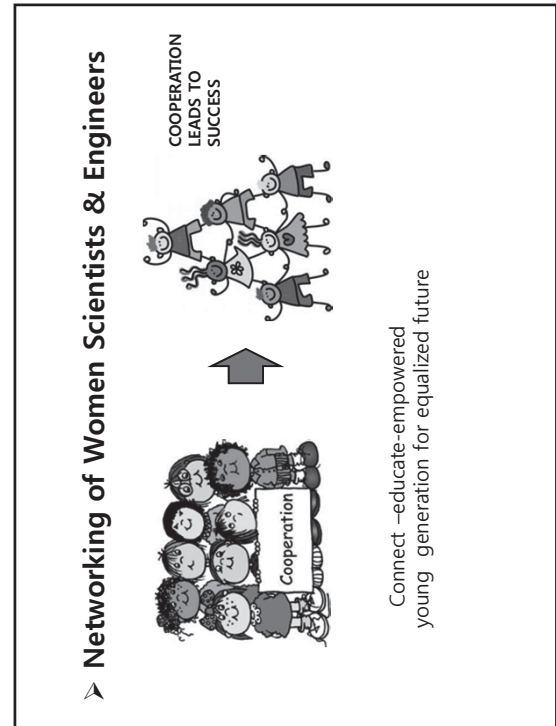 ➢ Networking of Women Scientists & Engineers
COOPERATION
LEADS TO
SUCCESS
Cooperation
Connect –educate-empowered
young generation for equalized future